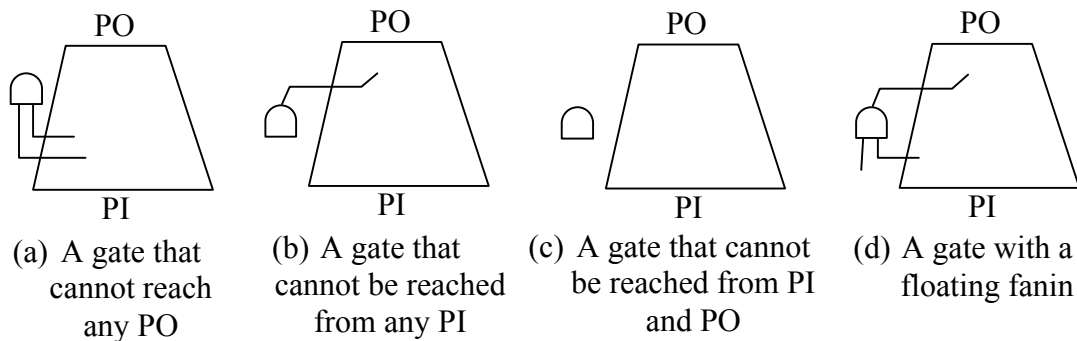 PO
PI
(a) A gate that
cannot reach
any PO
PO
PI
(b) A gate that
cannot be reached
from any PI
PO
PI
(c) A gate that cannot
be reached from PI
and PO
PO
PI
(d) A gate with a
floating fanin